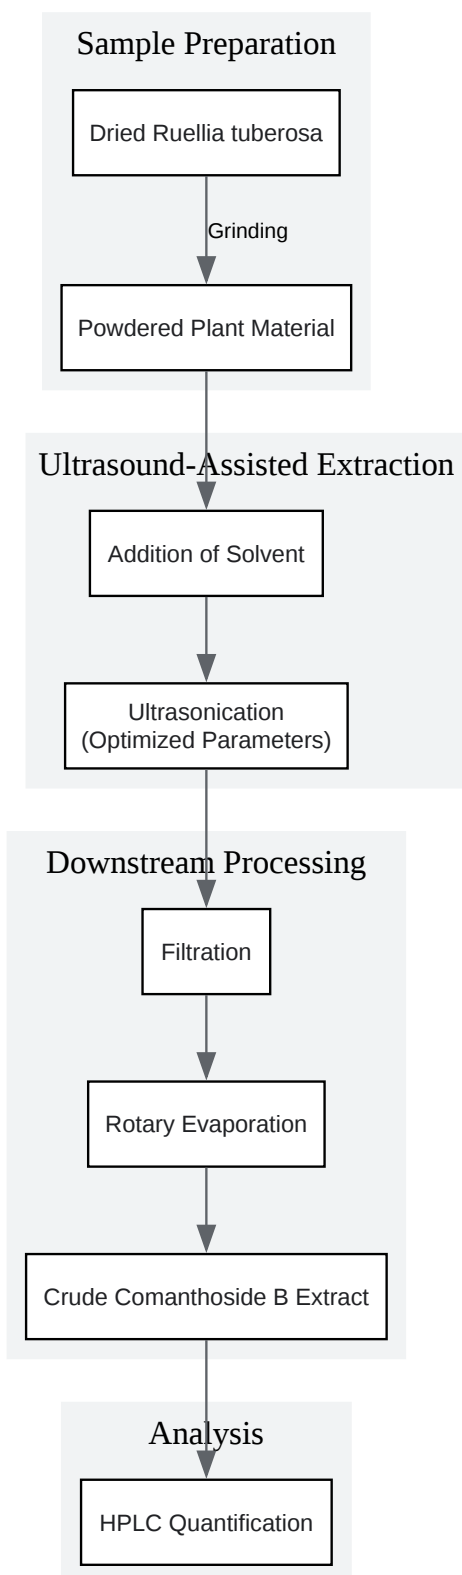 Sample Preparation
Dried Ruellia tuberosa
Grinding
Powdered Plant Material
Ultrasound-Assisted Extraction
Addition of Solvent
Ultrasonication
(Optimized Parameters)
Downstream Processing
Filtration
Rotary Evaporation
Crude Comanthoside B Extract
Analysis
HPLC Quantification